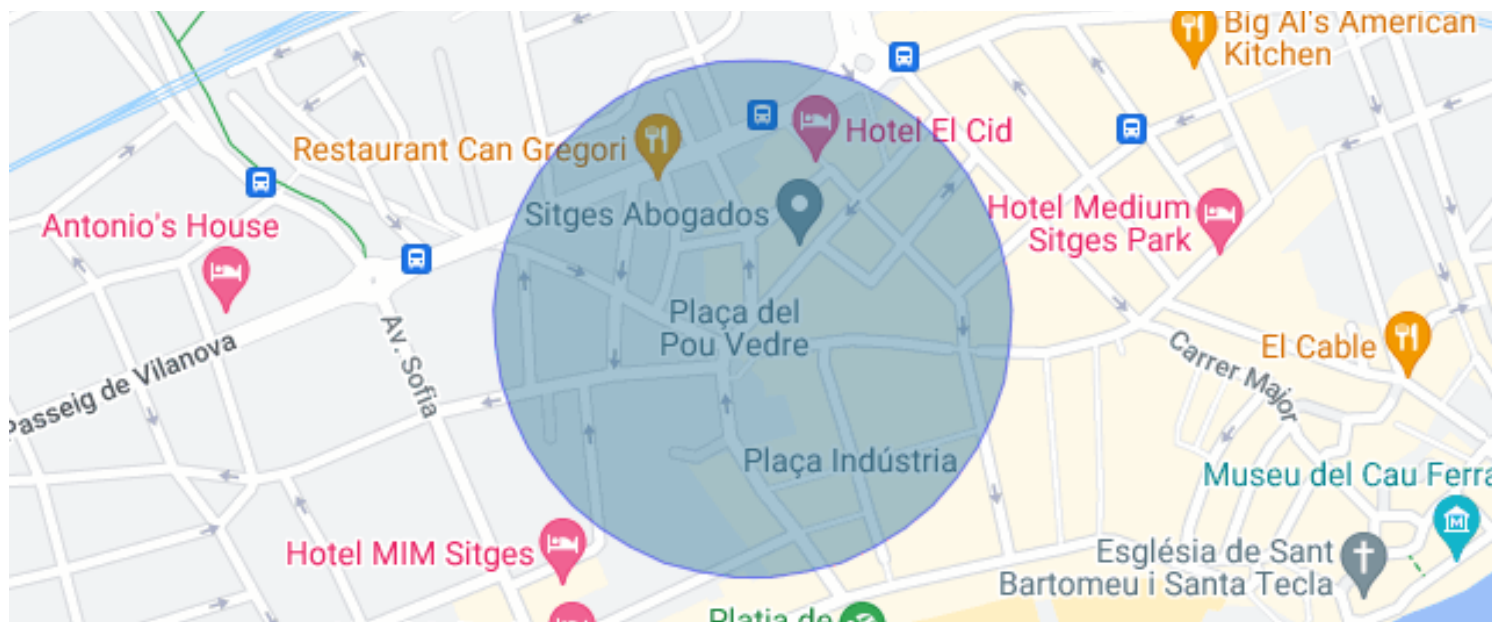 Big Al's American
Kitchen
Restaurant Can Gregori
Hotel El Cid
Antonio's House
Sitges Abogados
Hotel Medium
Sitges Park
Plaça del
Pou Vedre
Passeig de Vilanova
Av. Sofia
Carrer Major
El Cable
Plaça Indústria
Museu del Cau Ferra
Hotel MIM Sitges
Església de Sant
Bartomeu i Santa Tecla
Platja de